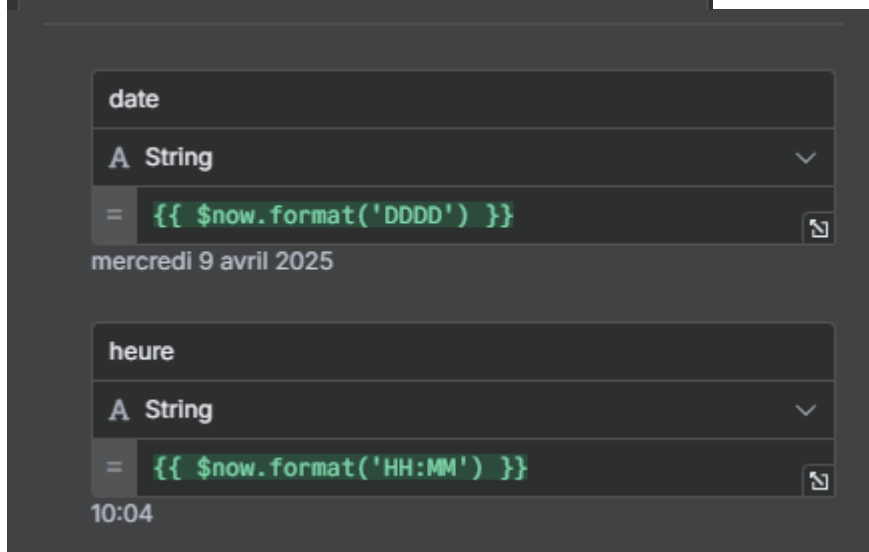 date
A String
= {{ $now.format('DDDD') }}
mercredi 9 avril 2025
heure
A String
= {{ $now.format('HH:MM') }}
10:04